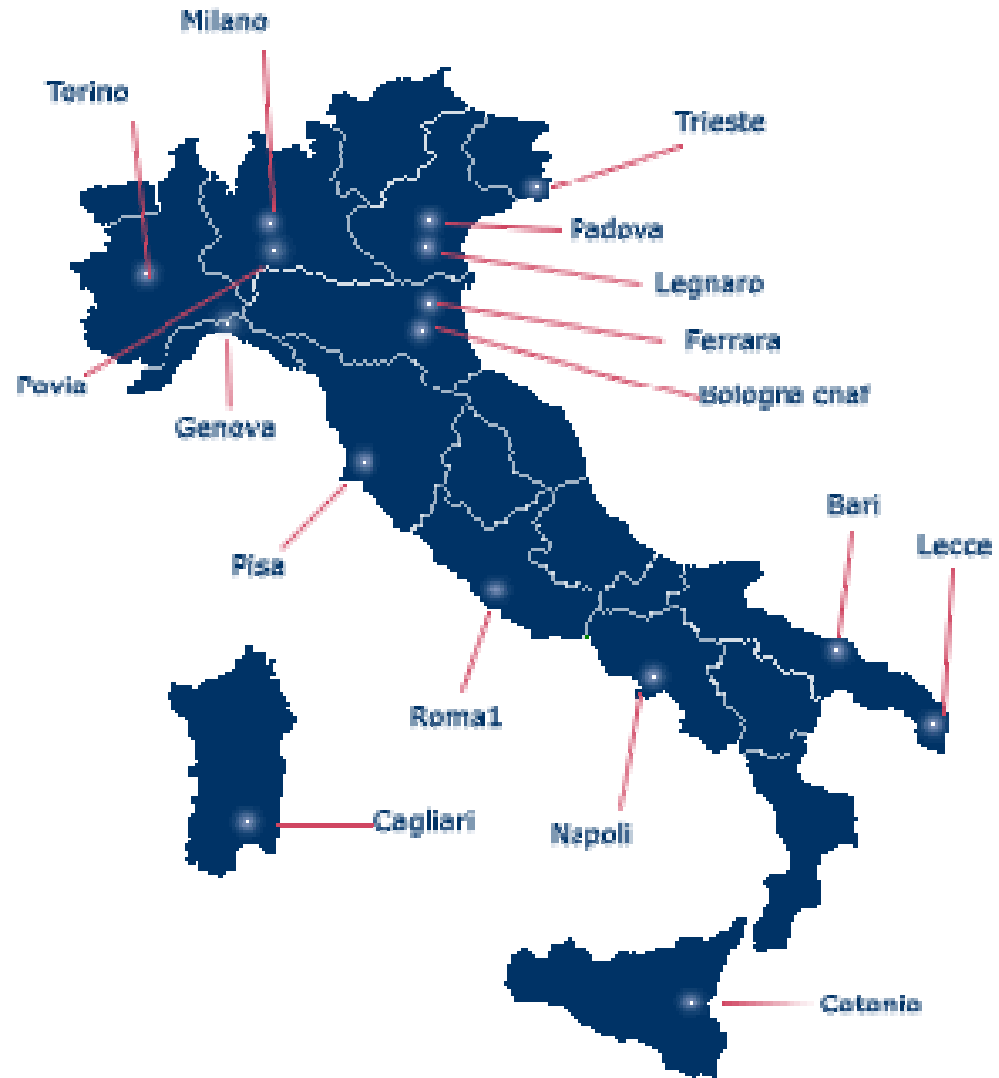 Milano
Torino
Trieste
Padova
Legnaro
Ferrara
Pavia
Bologna cnaf
Genova
Bari
Lecce
Pisa
Roma1
Cagliari
Napoli
Catania